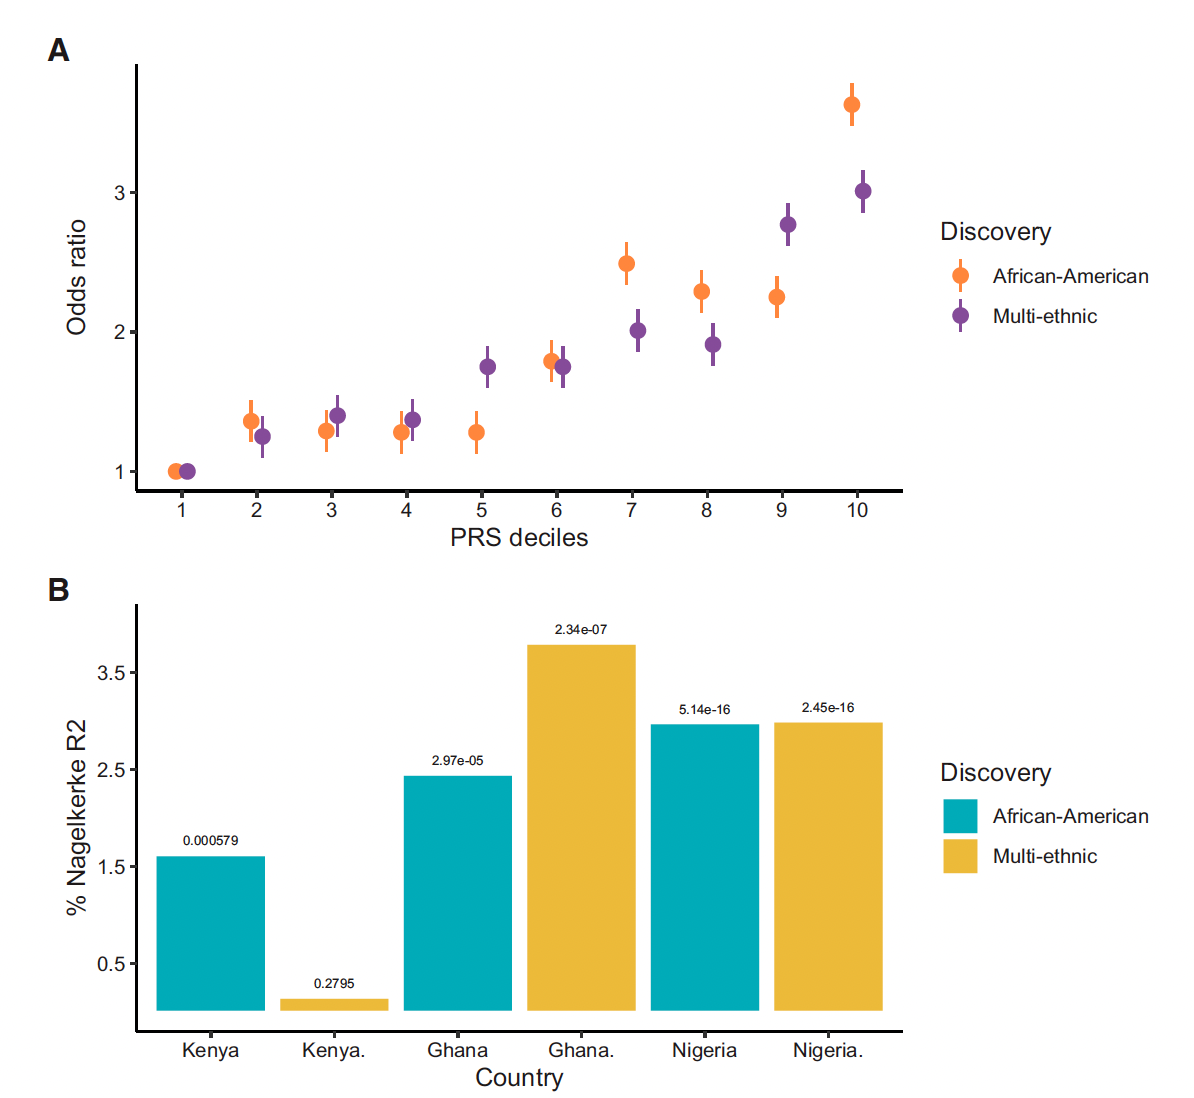 A
Odds ratio
3
2
1
1 2 3 4 5 6 7 8 9 10
PRS deciles
Discovery
African-American
Multi-ethnic
B
% Nagelkerke R2
3.5
2.5
1.5
0.5
0.000579
0.2795
2.97e-05
2.34e-07
5.14e-16
2.45e-16
Kenya Kenya. Ghana Ghana. Nigeria Nigeria.
Country
Discovery
African-American
Multi-ethnic